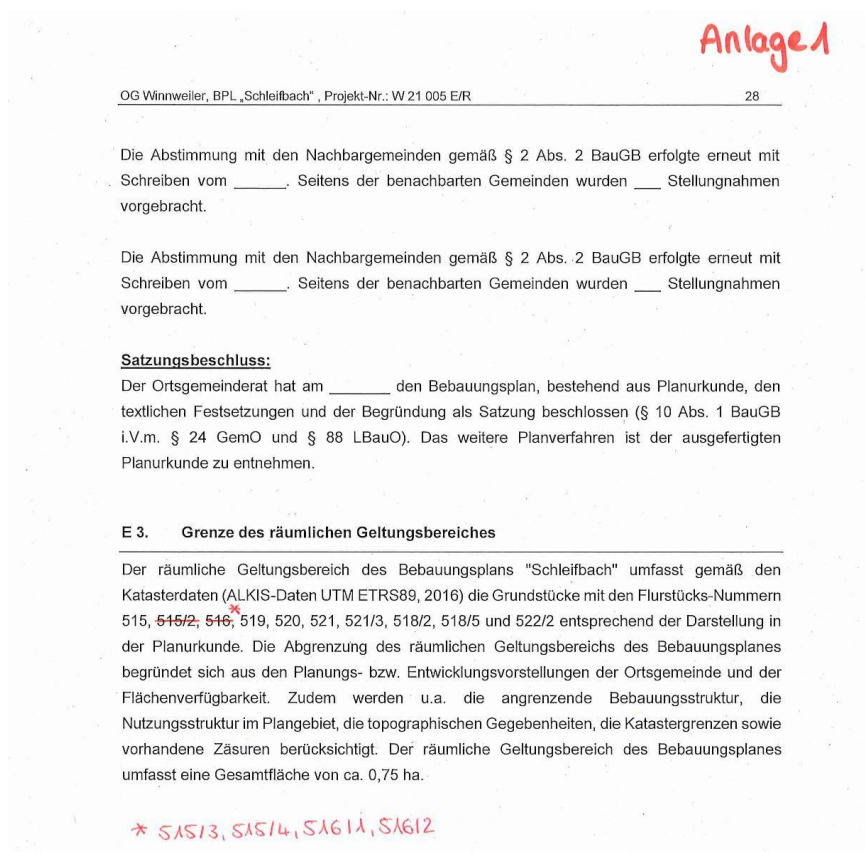 Anlage 1
OG Winnweiler, BPL „Schleifbach“ , Projekt-Nr.: W 21 005 E/R 28
Die Abstimmung mit den Nachbargemeinden gemäß § 2 Abs. 2 BauGB erfolgte erneut mit
Schreiben vom ______. Seitens der benachbarten Gemeinden wurden ___ Stellungnahmen
vorgebracht.
Die Abstimmung mit den Nachbargemeinden gemäß § 2 Abs. 2 BauGB erfolgte erneut mit
Schreiben vom ______. Seitens der benachbarten Gemeinden wurden ___ Stellungnahmen
vorgebracht.
Satzungsbeschluss:
Der Ortsgemeinderat hat am _______ den Bebauungsplan, bestehend aus Planurkunde, den
textlichen Festsetzungen und der Begründung als Satzung beschlossen (§ 10 Abs. 1 BauGB
i.V.m. § 24 GemO und § 88 LBauO). Das weitere Planverfahren ist der ausgefertigten
Planurkunde zu entnehmen.
E 3. Grenze des räumlichen Geltungsbereiches
Der räumliche Geltungsbereich des Bebauungsplans "Schleifbach" umfasst gemäß den
Katasterdaten (ALKIS-Daten UTM ETRS89, 2016) die Grundstücke mit den Flurstücks-Nummern
515, 515/2, 516,* 519, 520, 521, 521/3, 518/2, 518/5 und 522/2 entsprechend der Darstellung in
der Planurkunde. Die Abgrenzung des räumlichen Geltungsbereichs des Bebauungsplanes
begründet sich aus den Planungs- bzw. Entwicklungsvorstellungen der Ortsgemeinde und der
Flächenverfügbarkeit. Zudem werden u.a. die angrenzende Bebauungsstruktur, die
Nutzungsstruktur im Plangebiet, die topographischen Gegebenheiten, die Katastergrenzen sowie
vorhandene Zäsuren berücksichtigt. Der räumliche Geltungsbereich des Bebauungsplanes
umfasst eine Gesamtfläche von ca. 0,75 ha.
* 515/3, 515/4, 516/1, 516/2